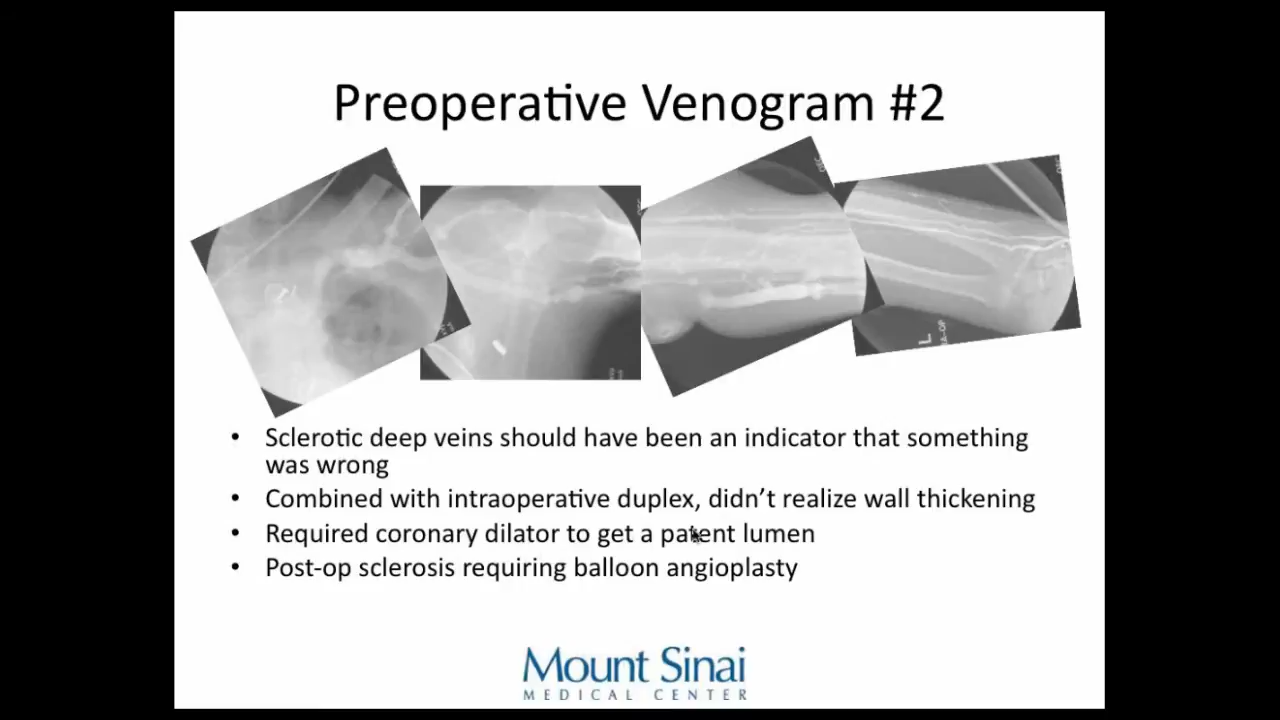 Preoperative Venogram #2
• Sclerotic deep veins should have been an indicator that something
was wrong
• Combined with intraoperative duplex, didn’t realize wall thickening
• Required coronary dilator to get a patent lumen
• Post-op sclerosis requiring balloon angioplasty
L
Mount Sinai
MEDICAL CENTER